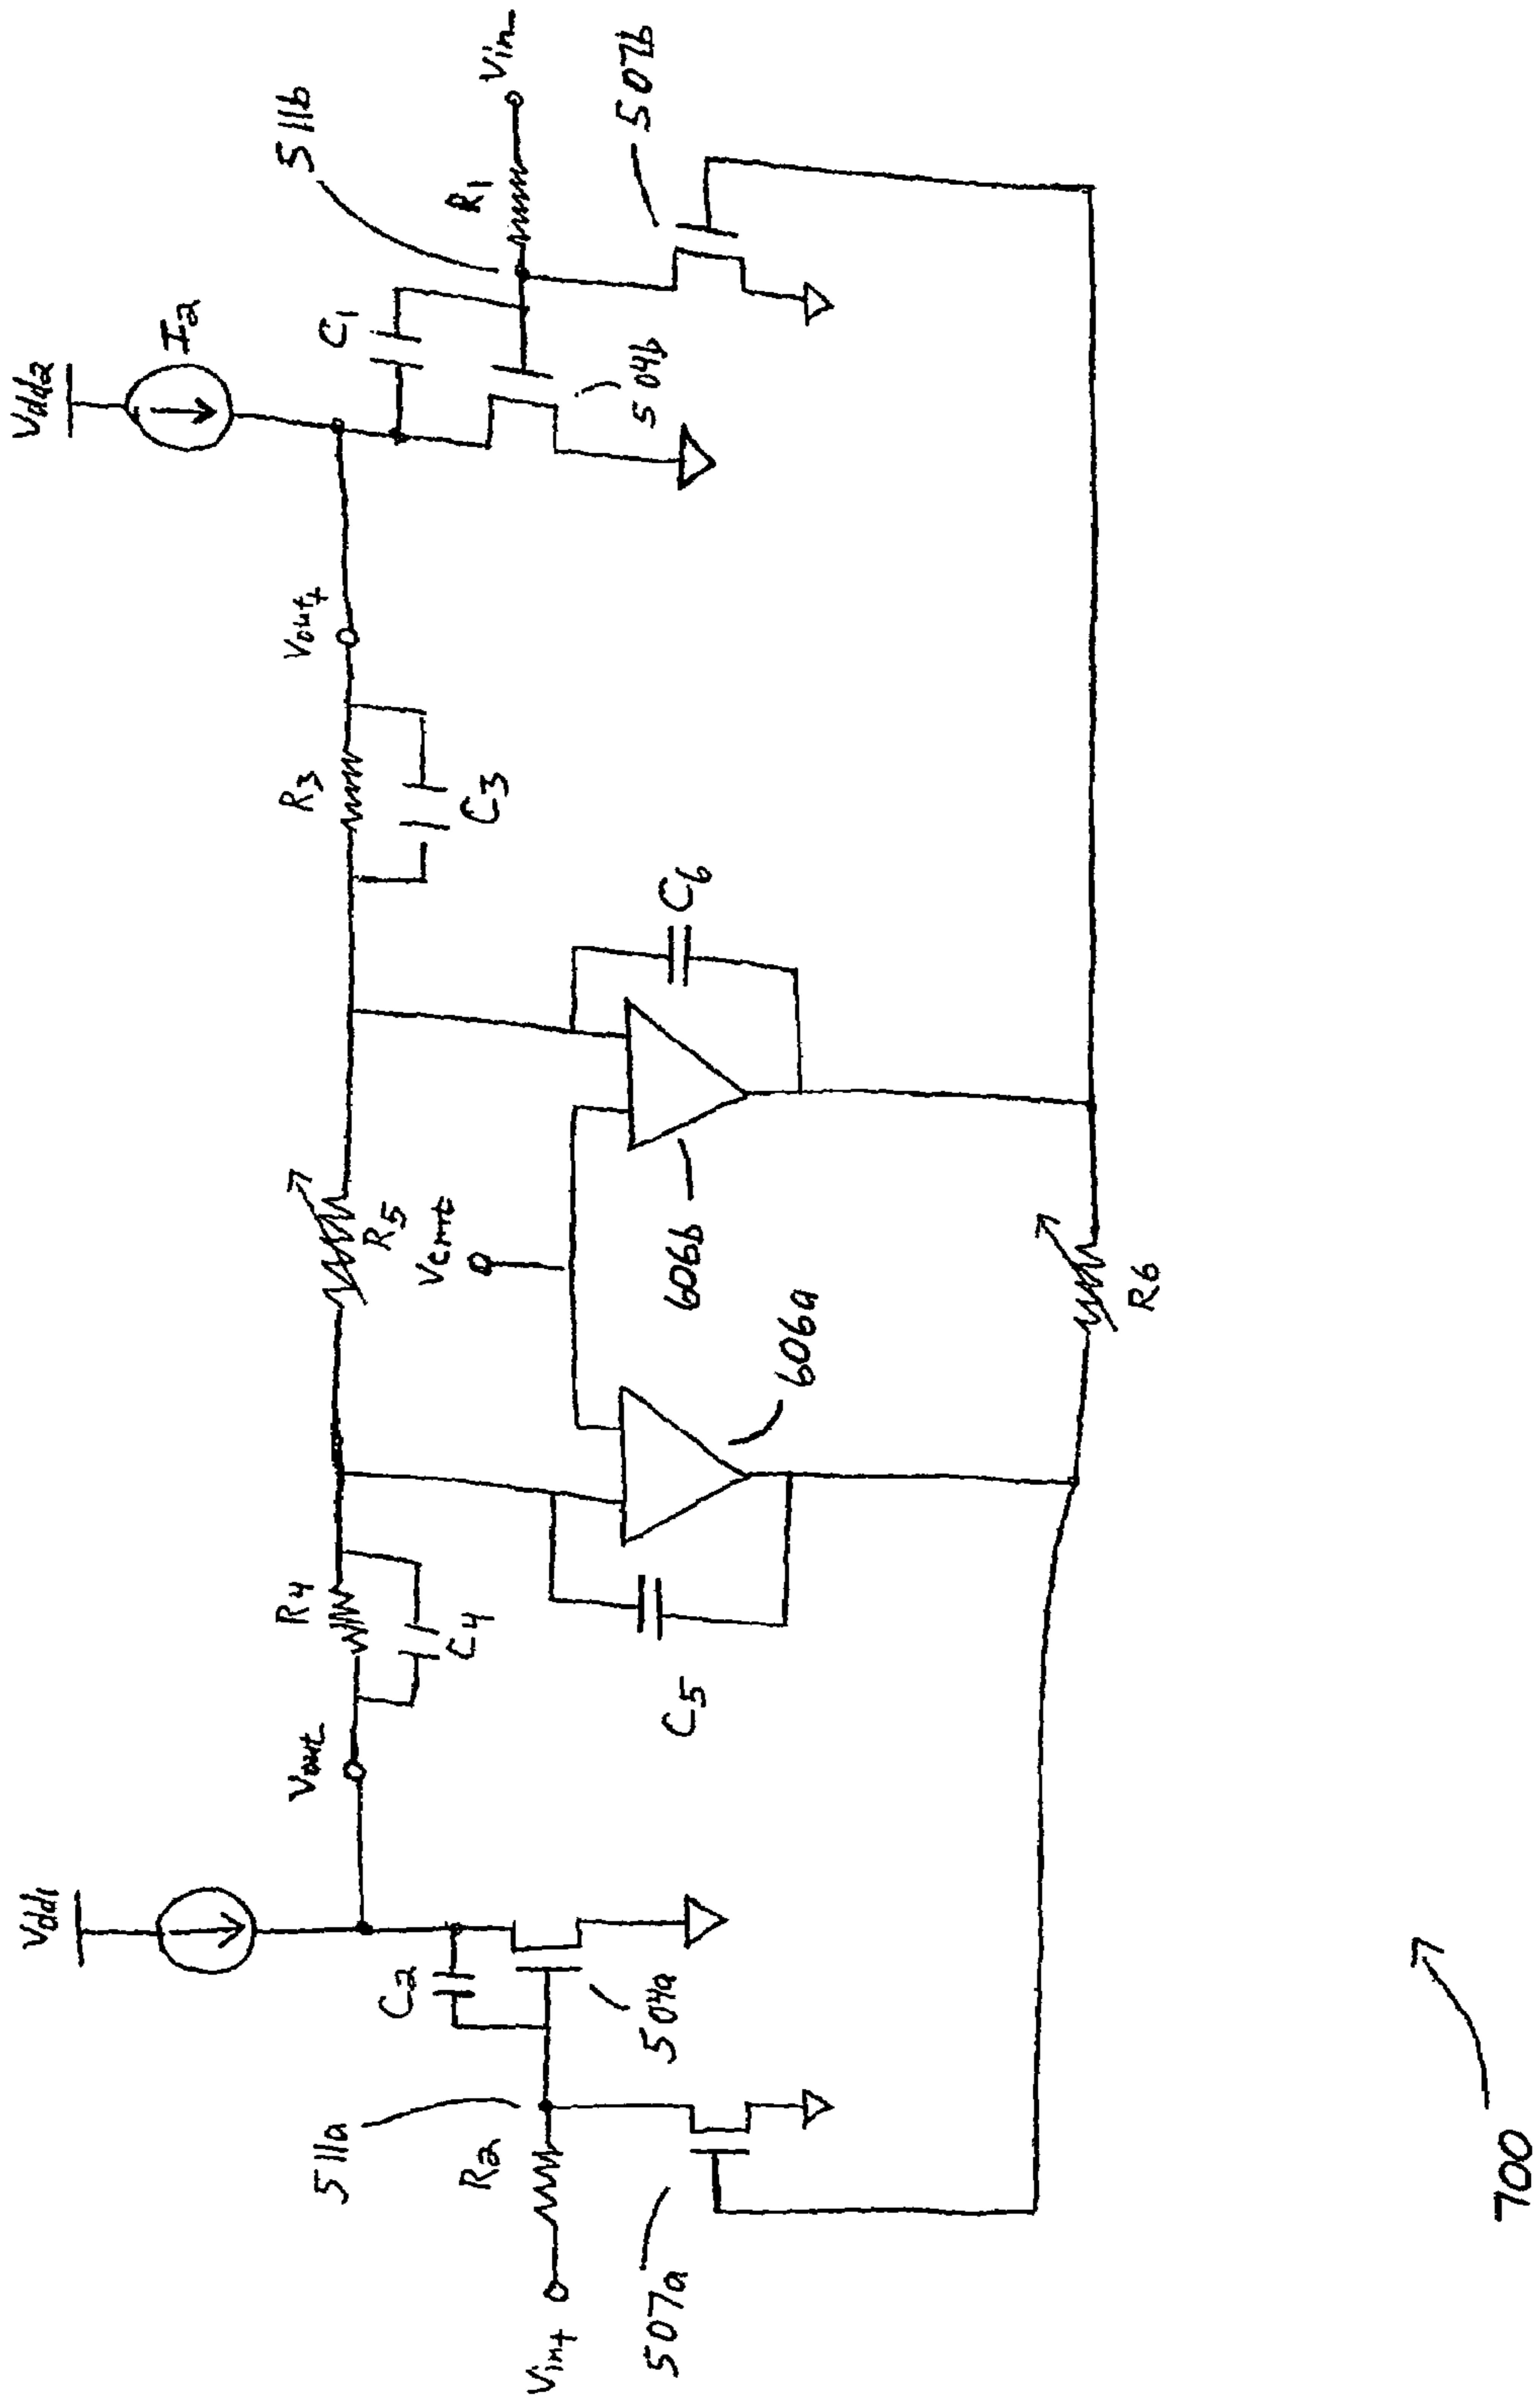 Vdd1
Vdd2
I2
C1
511b
R1
Vin-
504b
507b
Vout+
R3
C3
R5
Vcmt
C6
606b
606a
R4
C4
C5
Vout-
C2
511a
R2
504a
Vin+
507a
R6
700